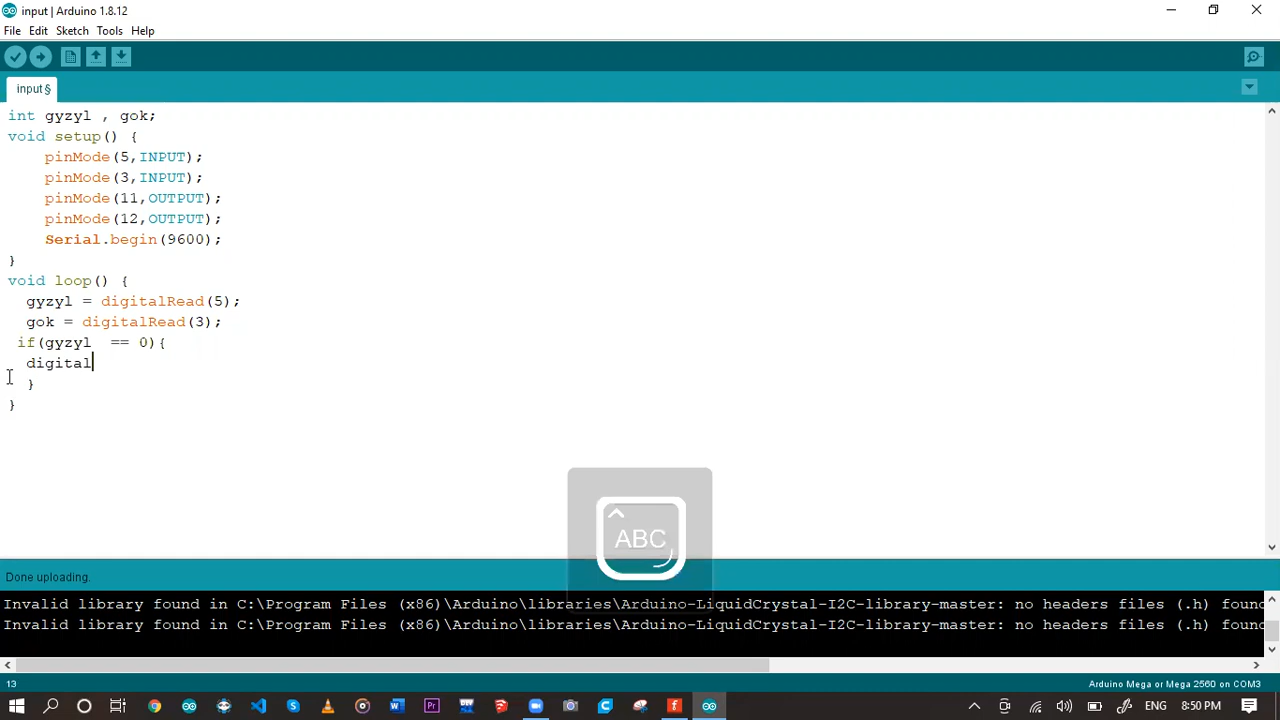 input | Arduino 1.8.12
File Edit Sketch Tools Help
input §
int gyzyl , gok;
void setup() {
pinMode(5,INPUT);
pinMode(3,INPUT);
pinMode(11,OUTPUT);
pinMode(12,OUTPUT);
Serial.begin(9600);
}
void loop() {
gyzyl = digitalRead(5);
gok = digitalRead(3);
if(gyzyl  == 0){
digital
}
}
ABC
Done uploading.
Invalid library found in C:\Program Files (x86)\Arduino\libraries\Arduino-LiquidCrystal-I2C-library-master: no headers files (.h) found
Invalid library found in C:\Program Files (x86)\Arduino\libraries\Arduino-LiquidCrystal-I2C-library-master: no headers files (.h) found
13
Arduino Mega or Mega 2560 on COM3
ENG 8:50 PM